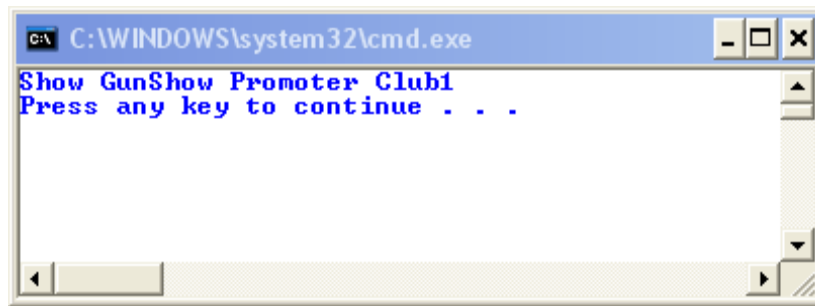 C:\WINDOWS\system32\cmd.exe
Show GunShow Promoter Club1
Press any key to continue . . .